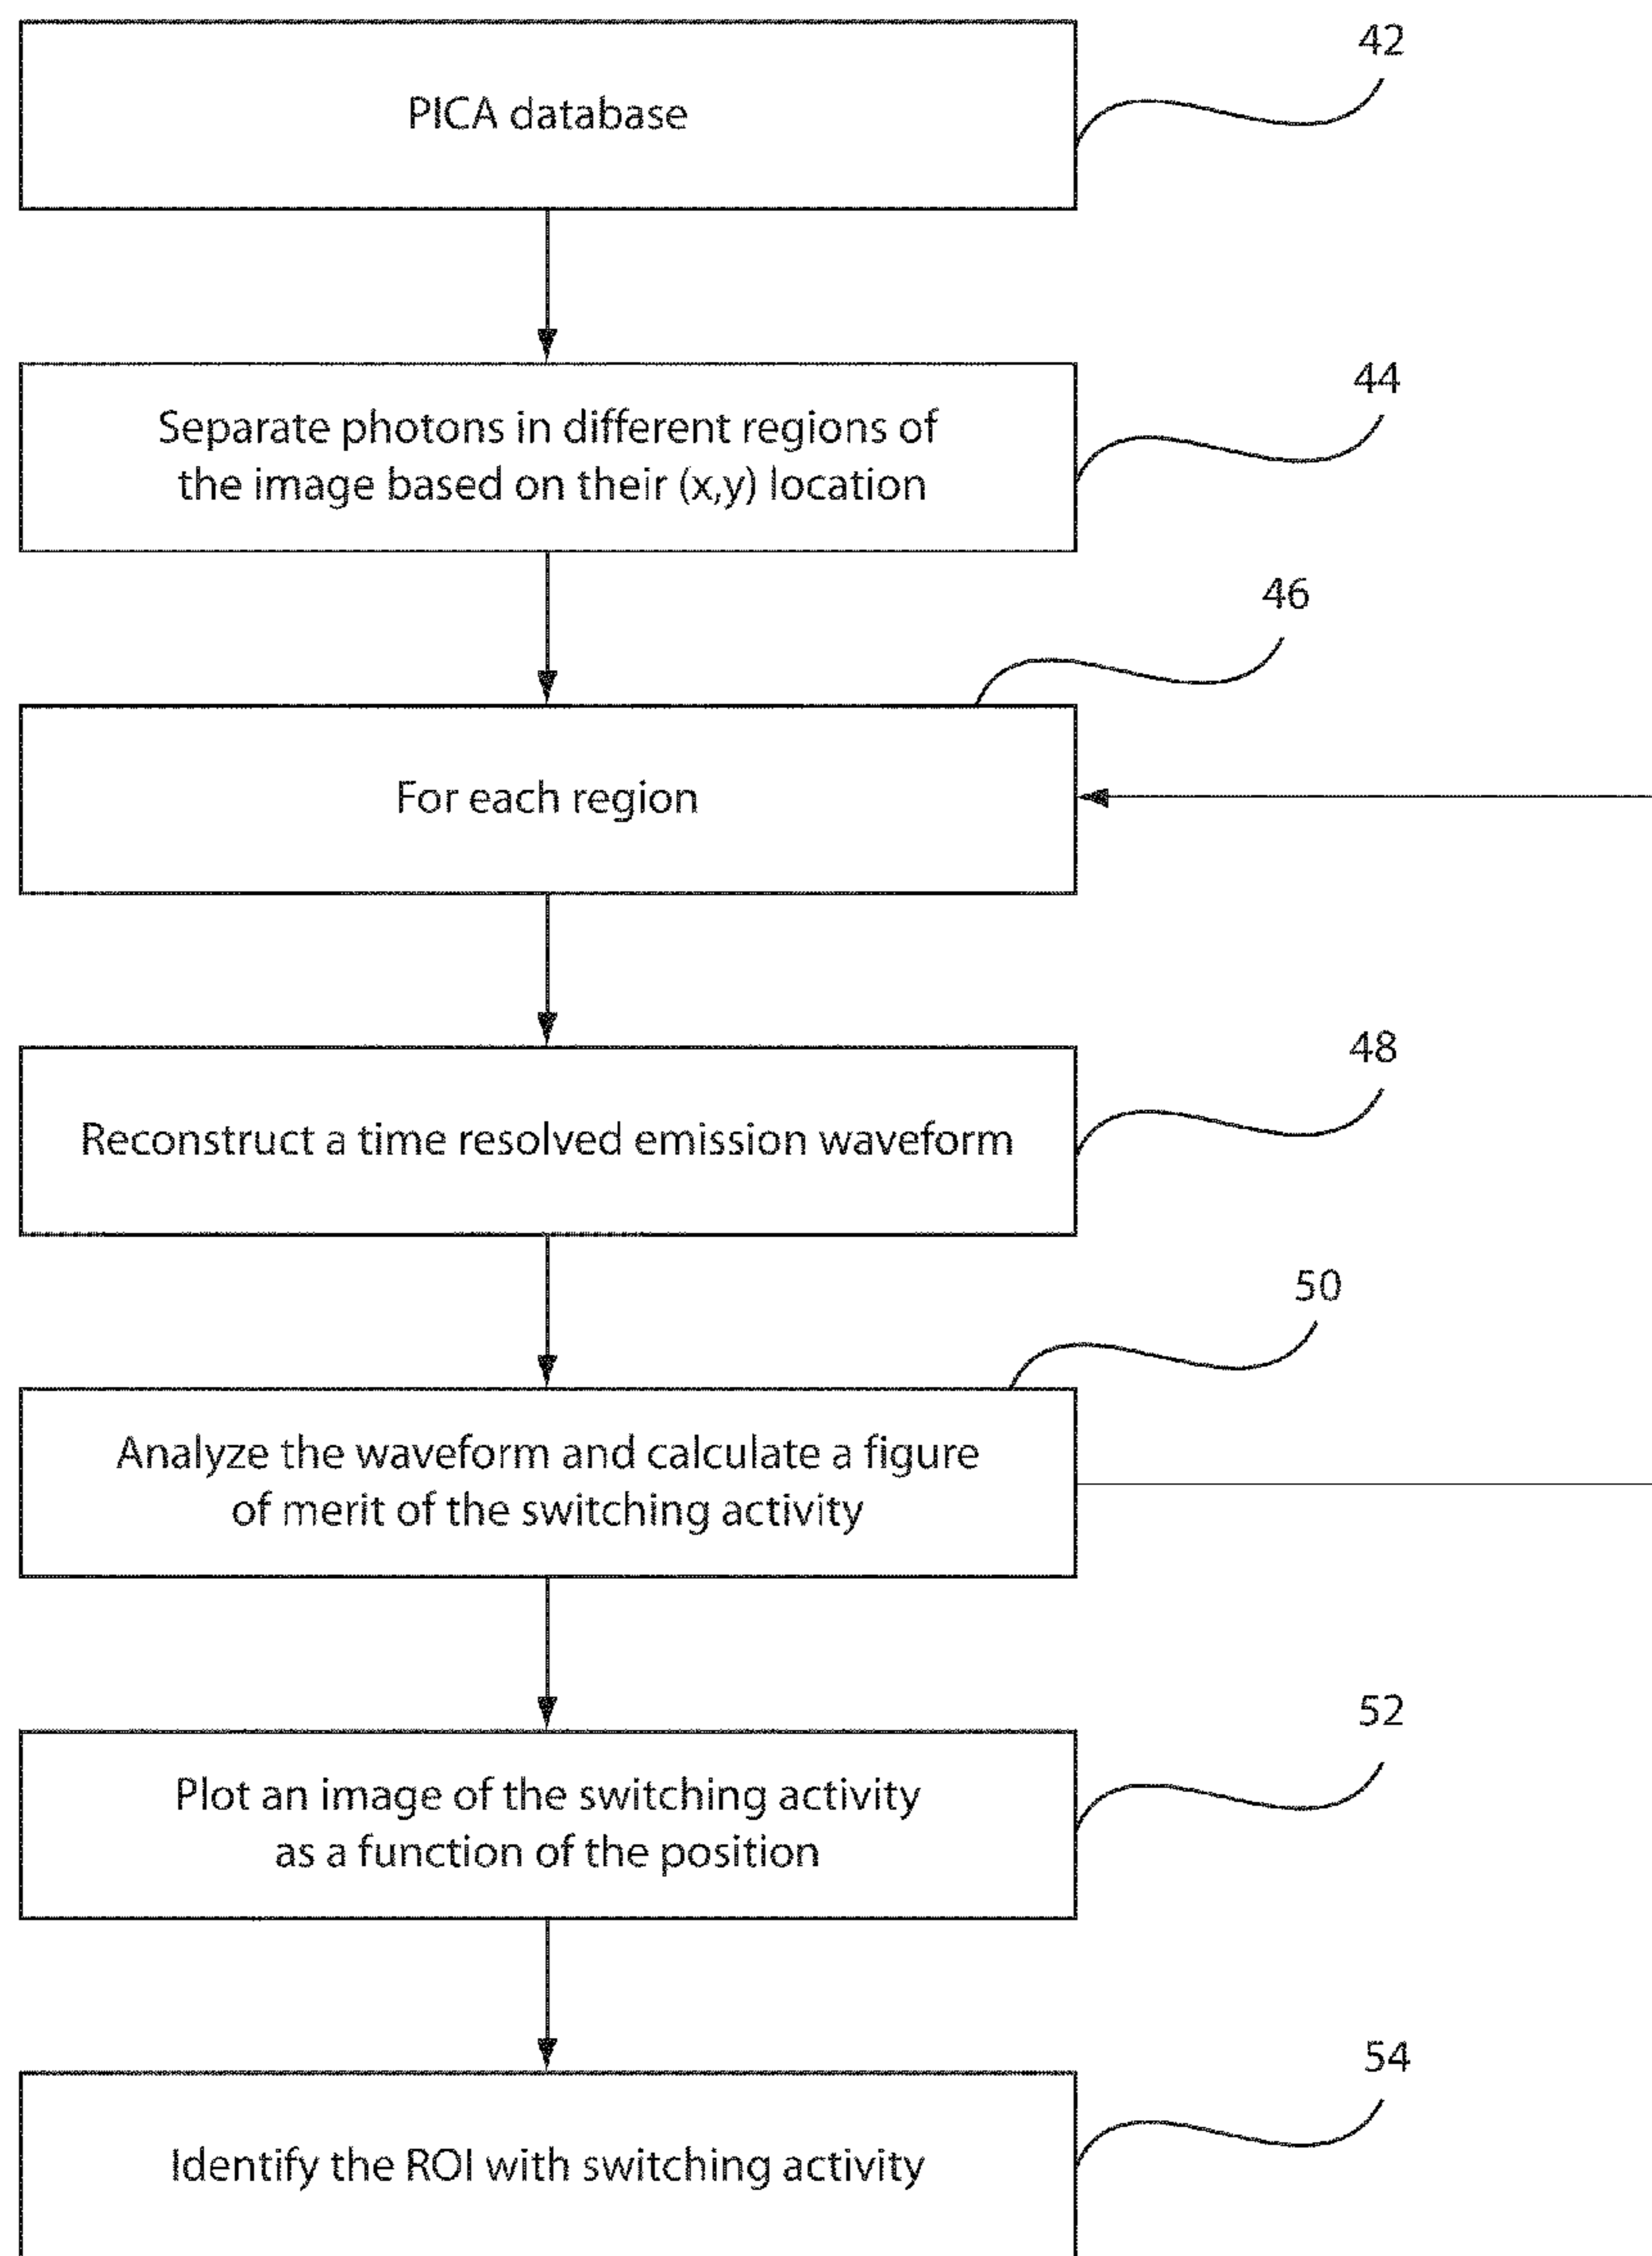 42
PICA database
44
Separate photons in different regions of
the image based on their (x,y) location
46
For each region
48
Reconstruct a time resolved emission waveform
50
Analyze the waveform and calculate a figure
of merit of the switching activity
52
Plot an image of the switching activity
as a function of the position
54
Identify the ROI with switching activity